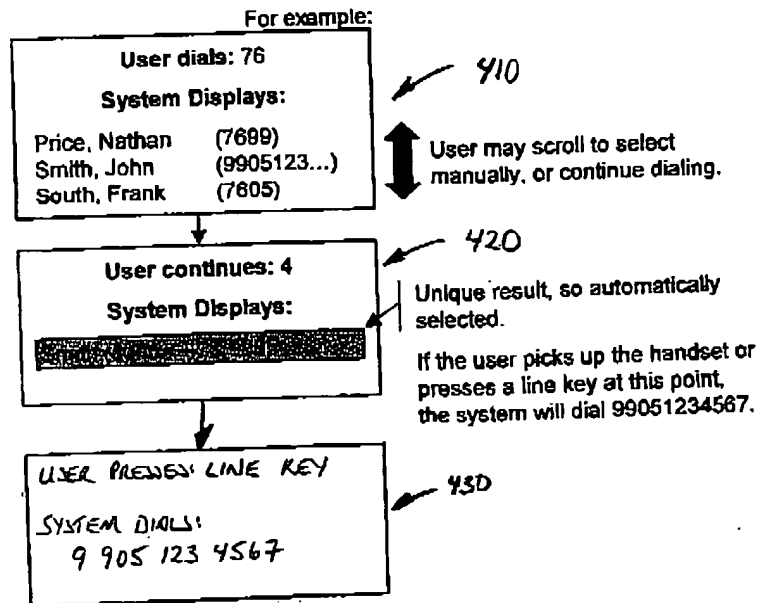 For example:
User dials: 76
410
System Displays:
Price, Nathan (7699)
Smith, John (9905123...)
South, Frank (7605)
User may scroll to select
manually, or continue dialing.
420
User continues: 4
System Displays:
Unique result, so automatically
selected.
If the user picks up the handset or
presses a line key at this point,
the system will dial 99051234567.
430
USER PRESSES: LINE KEY
SYSTEM DIALS:
9 905 123 4567